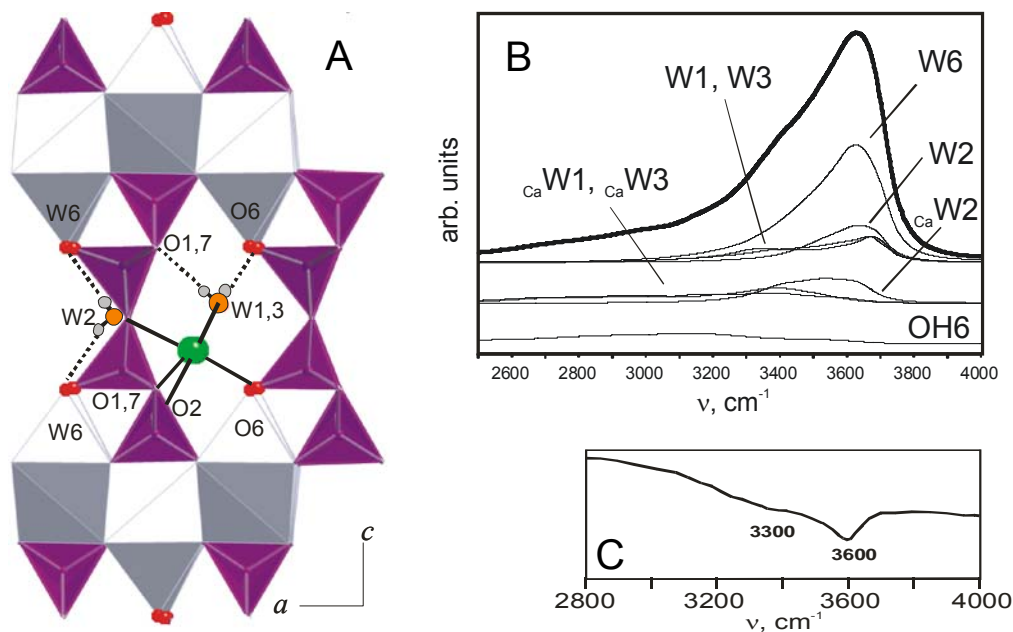 A
W6
O6
O1,7
W2
W1,3
O1,7
O2
W6
O6
c
a
B
W1, W3
W6
W2
CaW2
CaW1, CaW3
OH6
arb. units
2600 2800 3000 3200 3400 3600 3800 4000
ν, cm-1
C
3300
3600
2800 3200 3600 4000
ν, cm-1